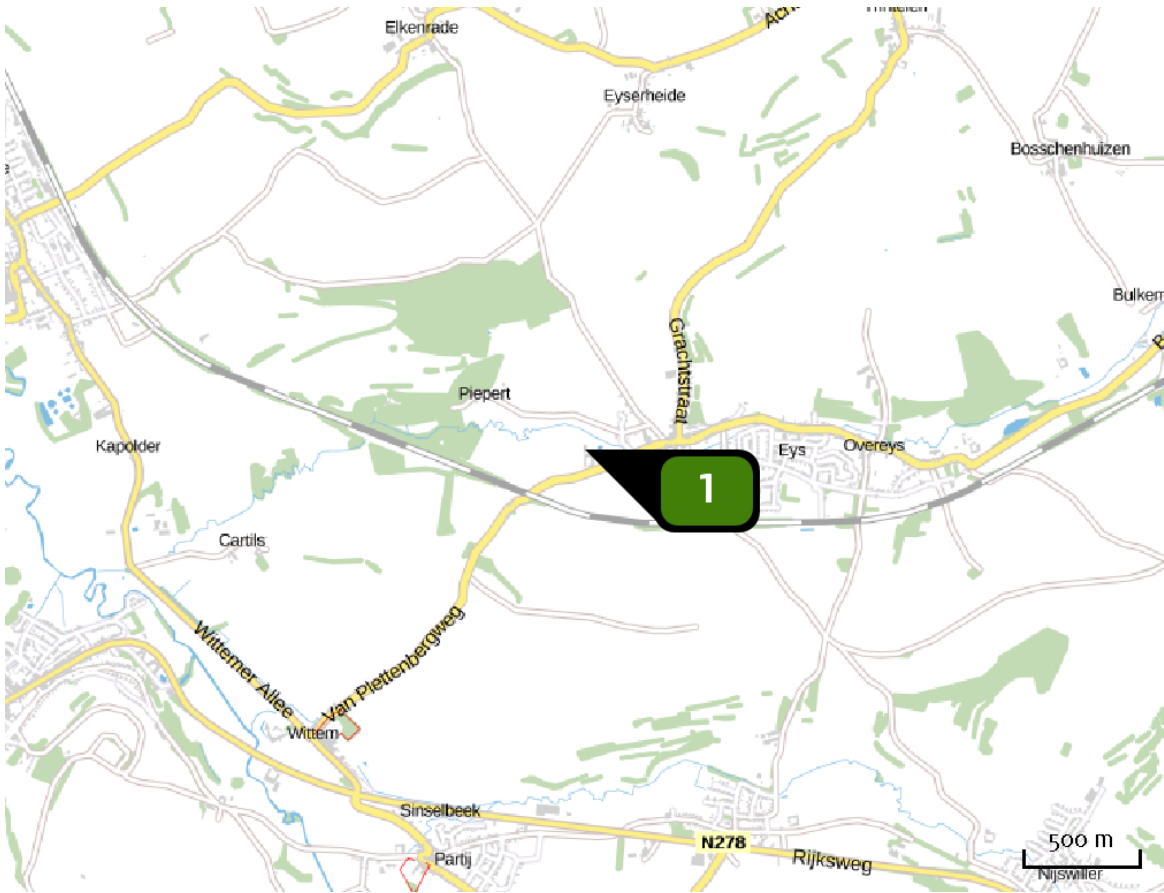 Elkenrade
Eyserheide
Bosschenhuizen
Grachtstraat
Piepert
Kapolder
Eys
Overeys
1
Cartils
Wittemer Allee
Van Plettenbergweg
Wittem
Sinselbeek
Partij
N278
Rijksweg
500 m
Nijswiller